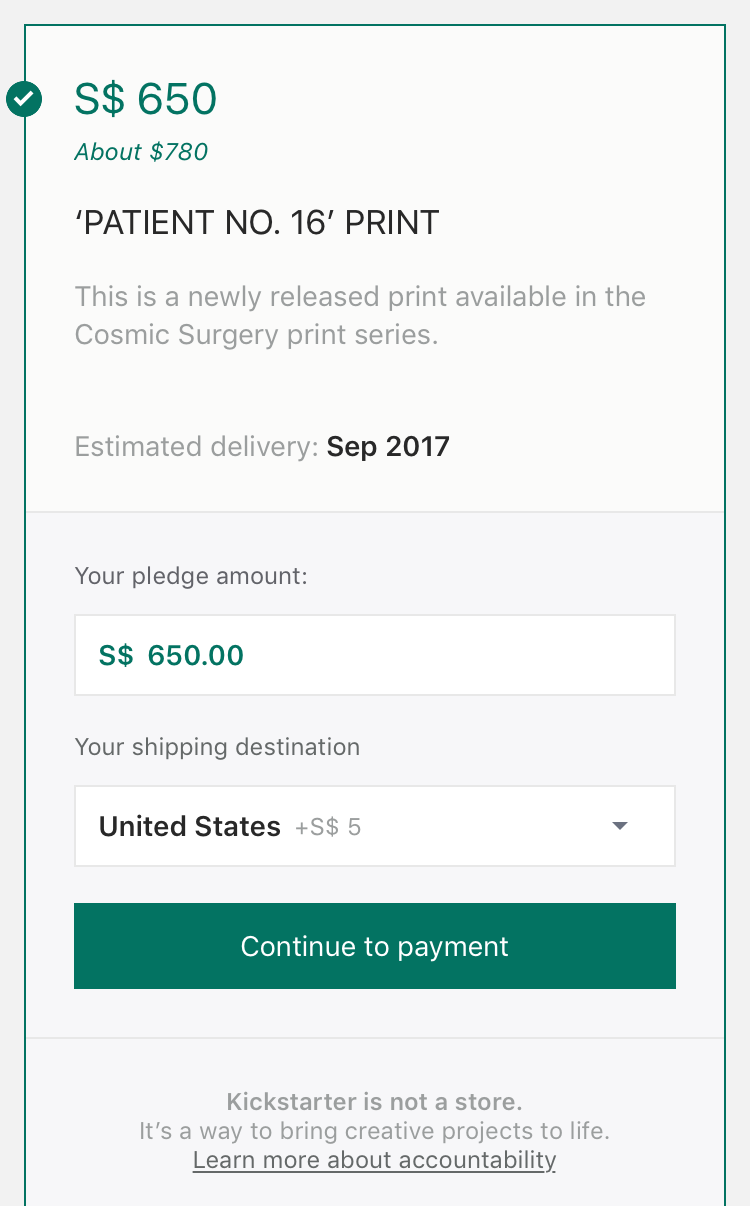 S$ 650
About $780
‘PATIENT NO. 16’ PRINT
This is a newly released print available in the
Cosmic Surgery print series.
Estimated delivery: Sep 2017
Your pledge amount:
S$ 650.00
Your shipping destination
United States +S$ 5
Continue to payment
Kickstarter is not a store.
It’s a way to bring creative projects to life.
Learn more about accountability